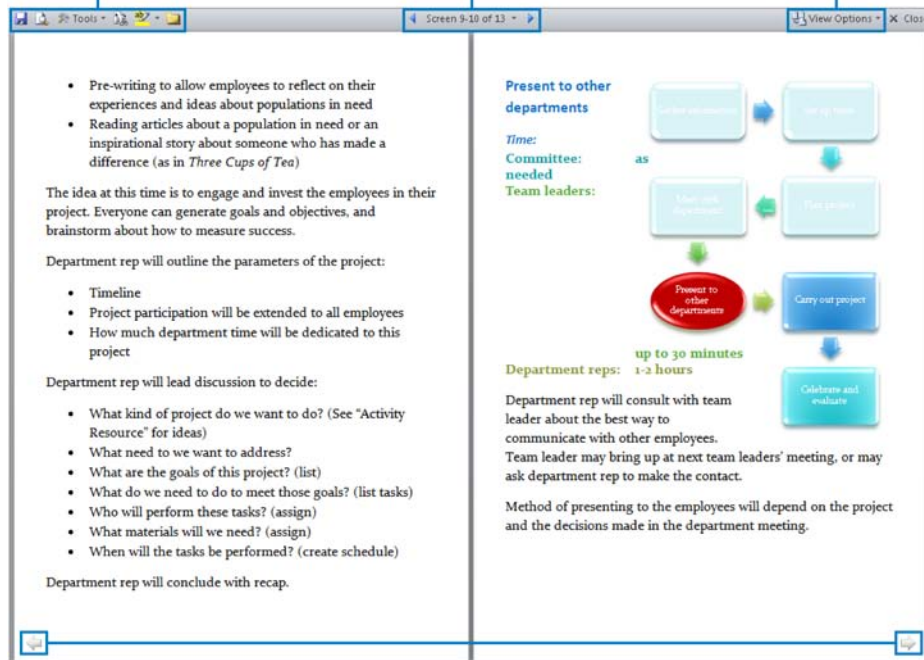 Tools
Screen 9-10 of 13
View Options
Clos
• Pre-writing to allow employees to reflect on their
experiences and ideas about populations in need
• Reading articles about a population in need or an
inspirational story about someone who has made a
difference (as in Three Cups of Tea)
The idea at this time is to engage and invest the employees in their
project. Everyone can generate goals and objectives, and
brainstorm about how to measure success.
Department rep will outline the parameters of the project:
• Timeline
• Project participation will be extended to all employees
• How much department time will be dedicated to this
project
Department rep will lead discussion to decide:
• What kind of project do we want to do? (See “Activity
Resource” for ideas)
• What need to we want to address?
• What are the goals of this project? (list)
• What do we need to do to meet those goals? (list tasks)
• Who will perform these tasks? (assign)
• What materials will we need? (assign)
• When will the tasks be performed? (create schedule)
Department rep will conclude with recap.
Present to other
departments
Time:
Committee: as
needed
Team leaders:
Plan project
Present to
other
departments
Carry out project
Celebrate and
evaluate
up to 30 minutes
Department reps: 1-2 hours
Department rep will consult with team
leader about the best way to
communicate with other employees.
Team leader may bring up at next team leaders’ meeting, or may
ask department rep to make the contact.
Method of presenting to the employees will depend on the project
and the decisions made in the department meeting.